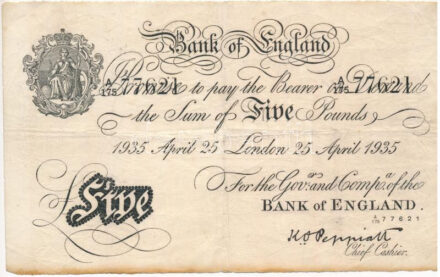 Bank of England
A/175 77621 I Promise to pay the Bearer on Demand A/175 77621
the Sum of Five Pounds
1935 April 25 London 25 April 1935
For the Govr. and Compa. of the
BANK of ENGLAND.
A/175 77621
£Five
K.O. Peppiatt
Chief Cashier.